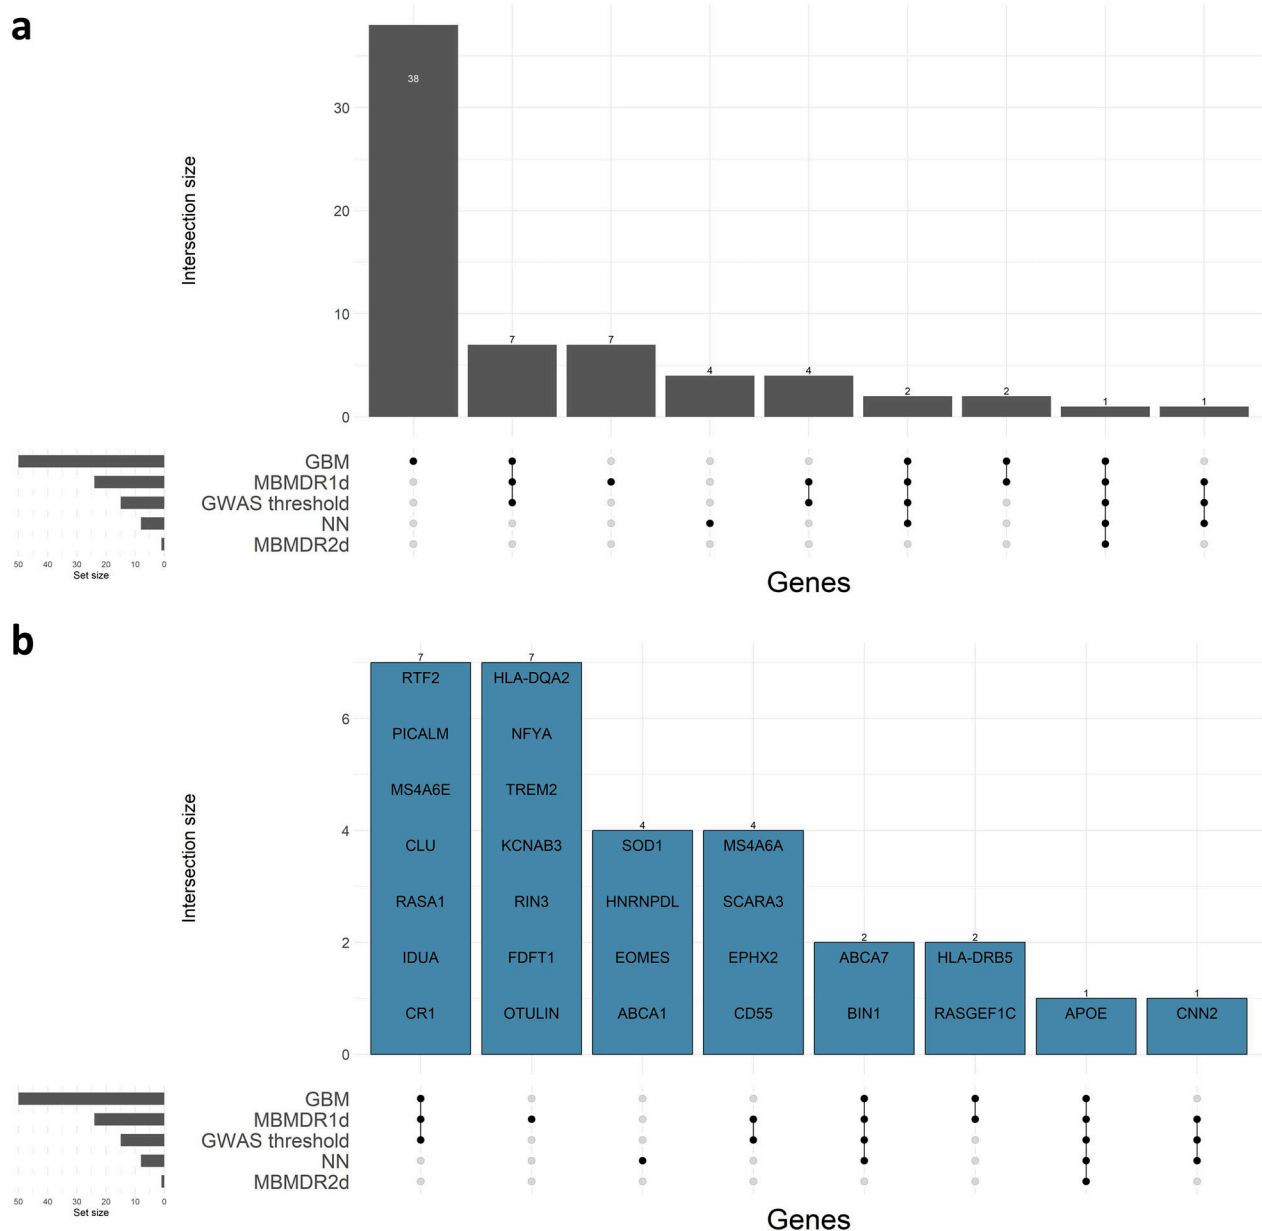 a
Intersection size
30
20
10
0
38
7
7
4
4
2
2
1
1
GBM
MBMDR1d
GWAS threshold
NN
MBMDR2d
50 40 30 20 10 0
Set size
Genes
b
Intersection size
6
4
2
0
7
RTF2
PICALM
MS4A6E
CLU
RASA1
IDUA
CR1
7
HLA-DQA2
NFYA
TREM2
KCNAB3
RIN3
FDFT1
OTULIN
4
SOD1
HNRNPDL
EOMES
ABCA1
4
MS4A6A
SCARA3
EPHX2
CD55
2
ABCA7
BIN1
2
HLA-DRB5
RASGEF1C
1
APOE
1
CNN2
GBM
MBMDR1d
GWAS threshold
NN
MBMDR2d
50 40 30 20 10 0
Set size
Genes